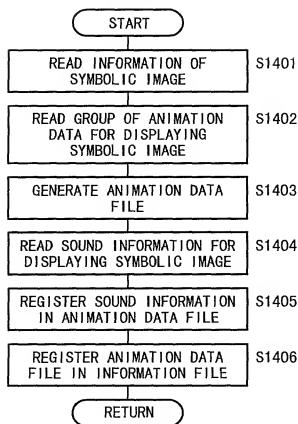 START
READ INFORMATION OF
SYMBOLIC IMAGE
S1401
READ GROUP OF ANIMATION
DATA FOR DISPLAYING
SYMBOLIC IMAGE
S1402
GENERATE ANIMATION DATA
FILE
S1403
READ SOUND INFORMATION FOR
DISPLAYING SYMBOLIC IMAGE
S1404
REGISTER SOUND INFORMATION
IN ANIMATION DATA FILE
S1405
REGISTER ANIMATION DATA
FILE IN INFORMATION FILE
S1406
RETURN